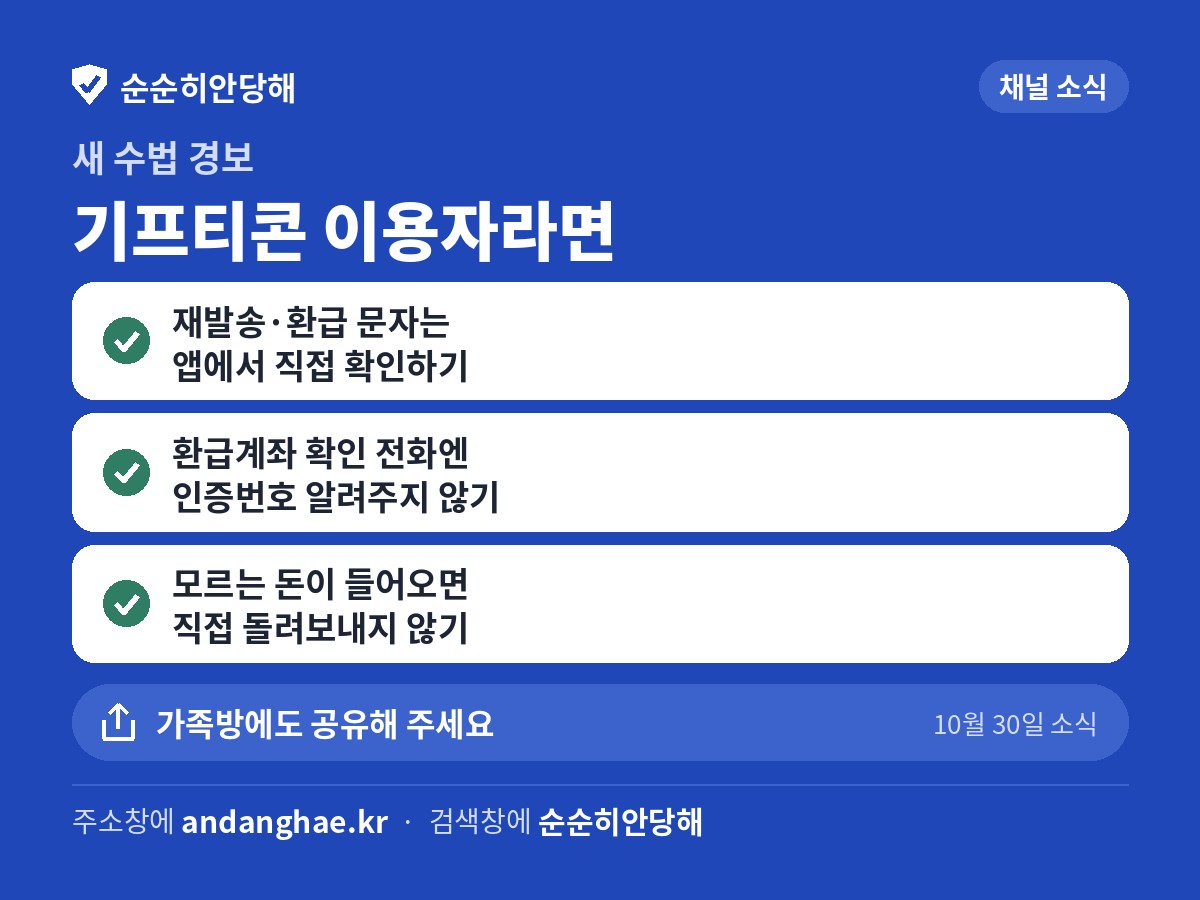 순순히안당해
채널 소식
새 수법 경보
기프티콘 이용자라면
재발송·환급 문자는
앱에서 직접 확인하기
환급계좌 확인 전화엔
인증번호 알려주지 않기
모르는 돈이 들어오면
직접 돌려보내지 않기
가족방에도 공유해 주세요
10월 30일 소식
주소창에 andanghae.kr · 검색창에 순순히안당해